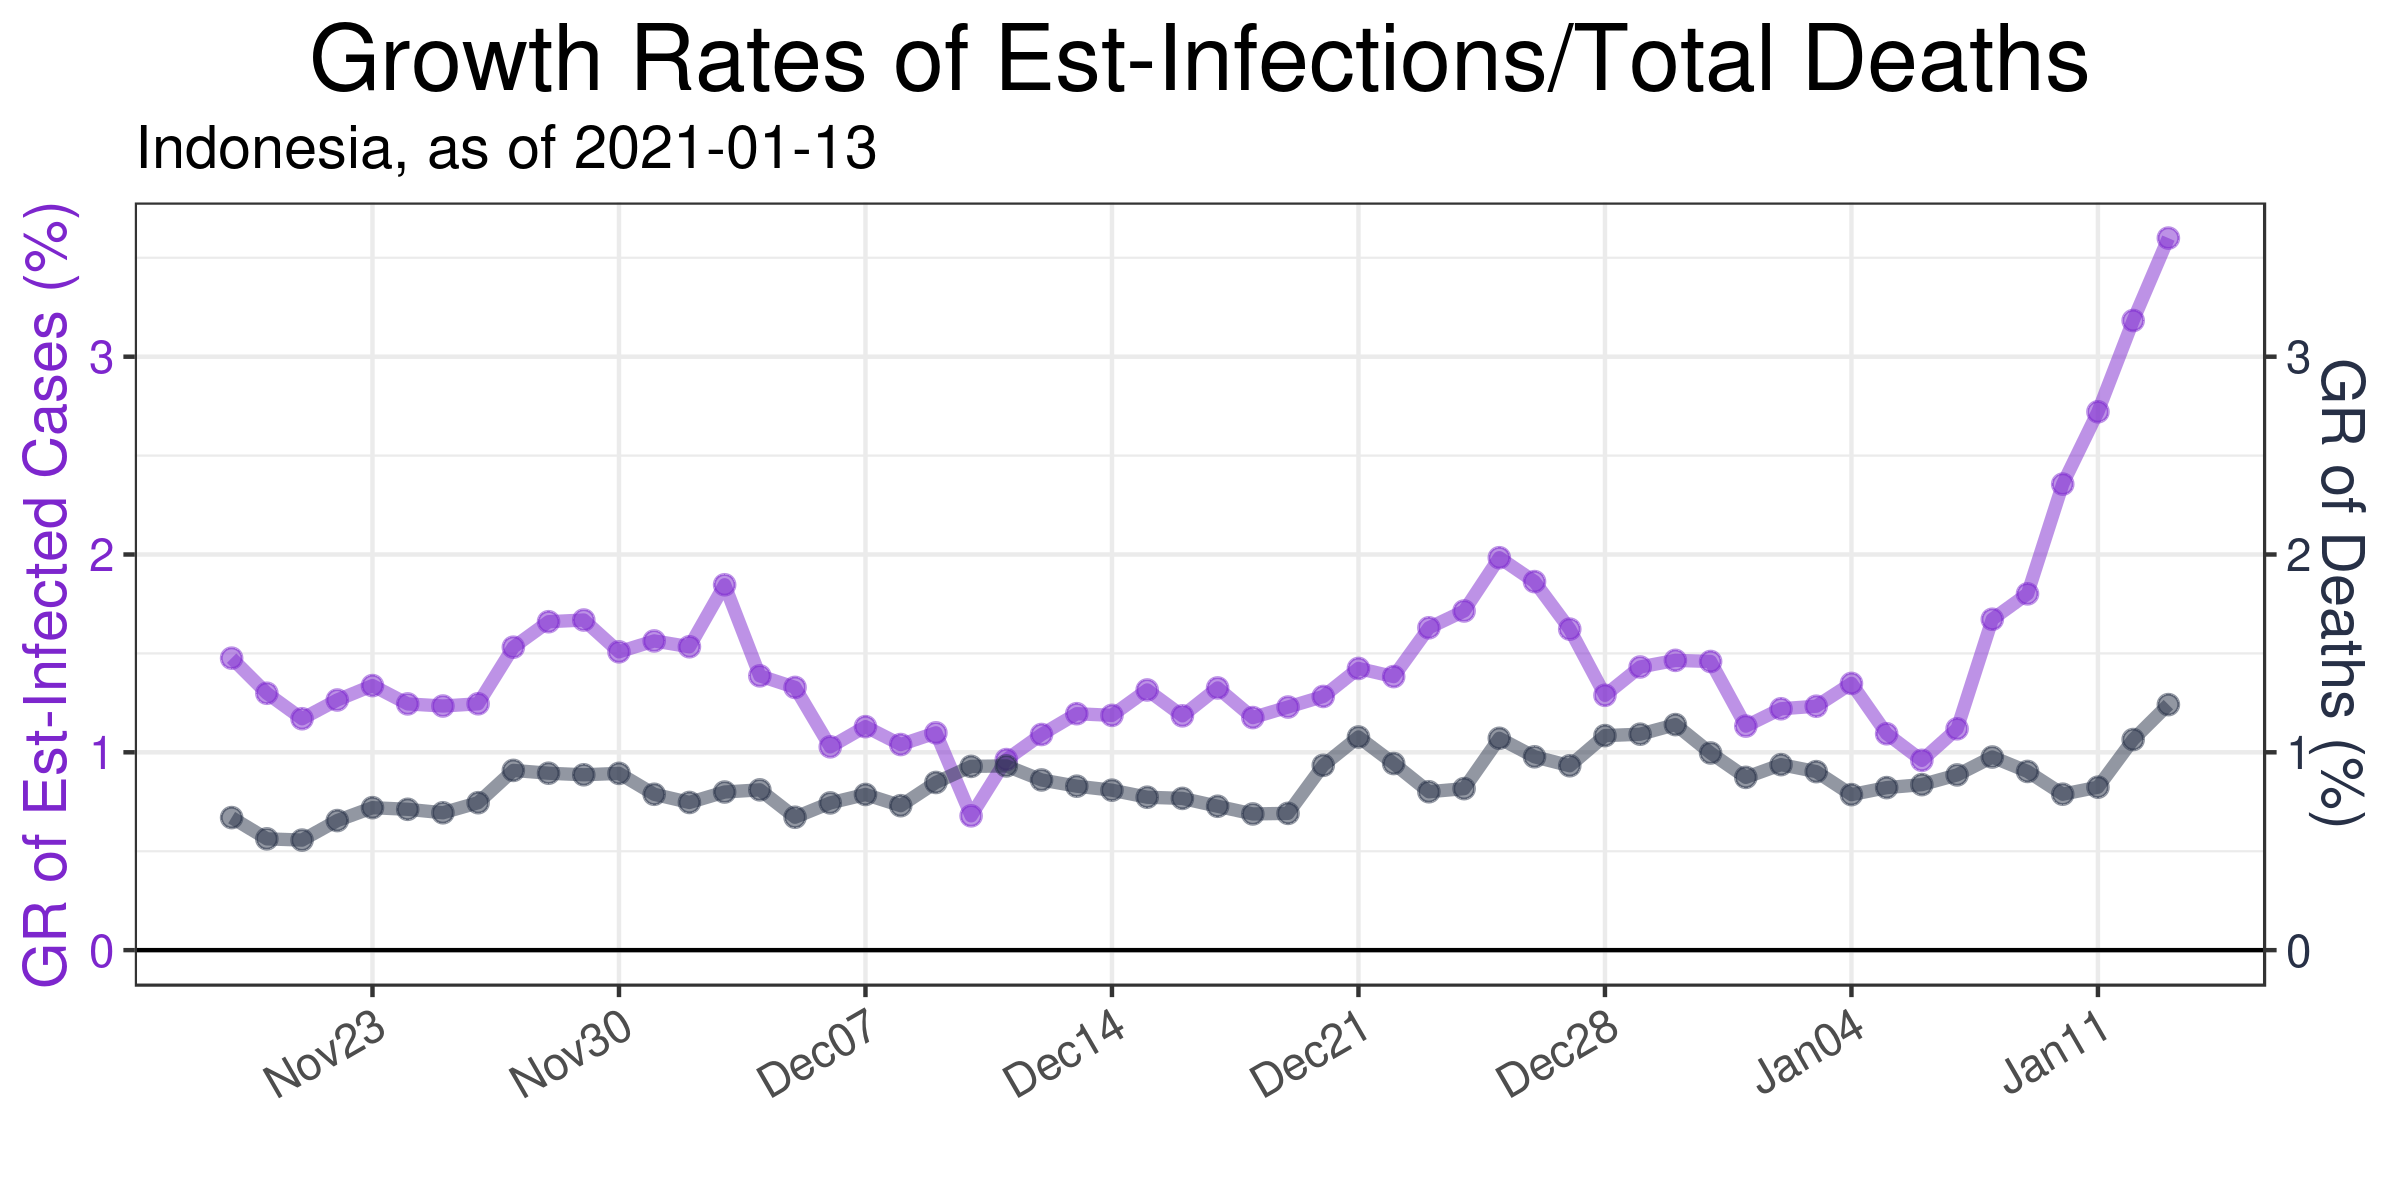 Growth Rates of Est-Infections/Total Deaths
Indonesia, as of 2021-01-13
GR of Est-Infected Cases (%)
3
2
1
0
3
2
1
0
GR of Deaths (%)
Nov23
Nov30
Dec07
Dec14
Dec21
Dec28
Jan04
Jan11